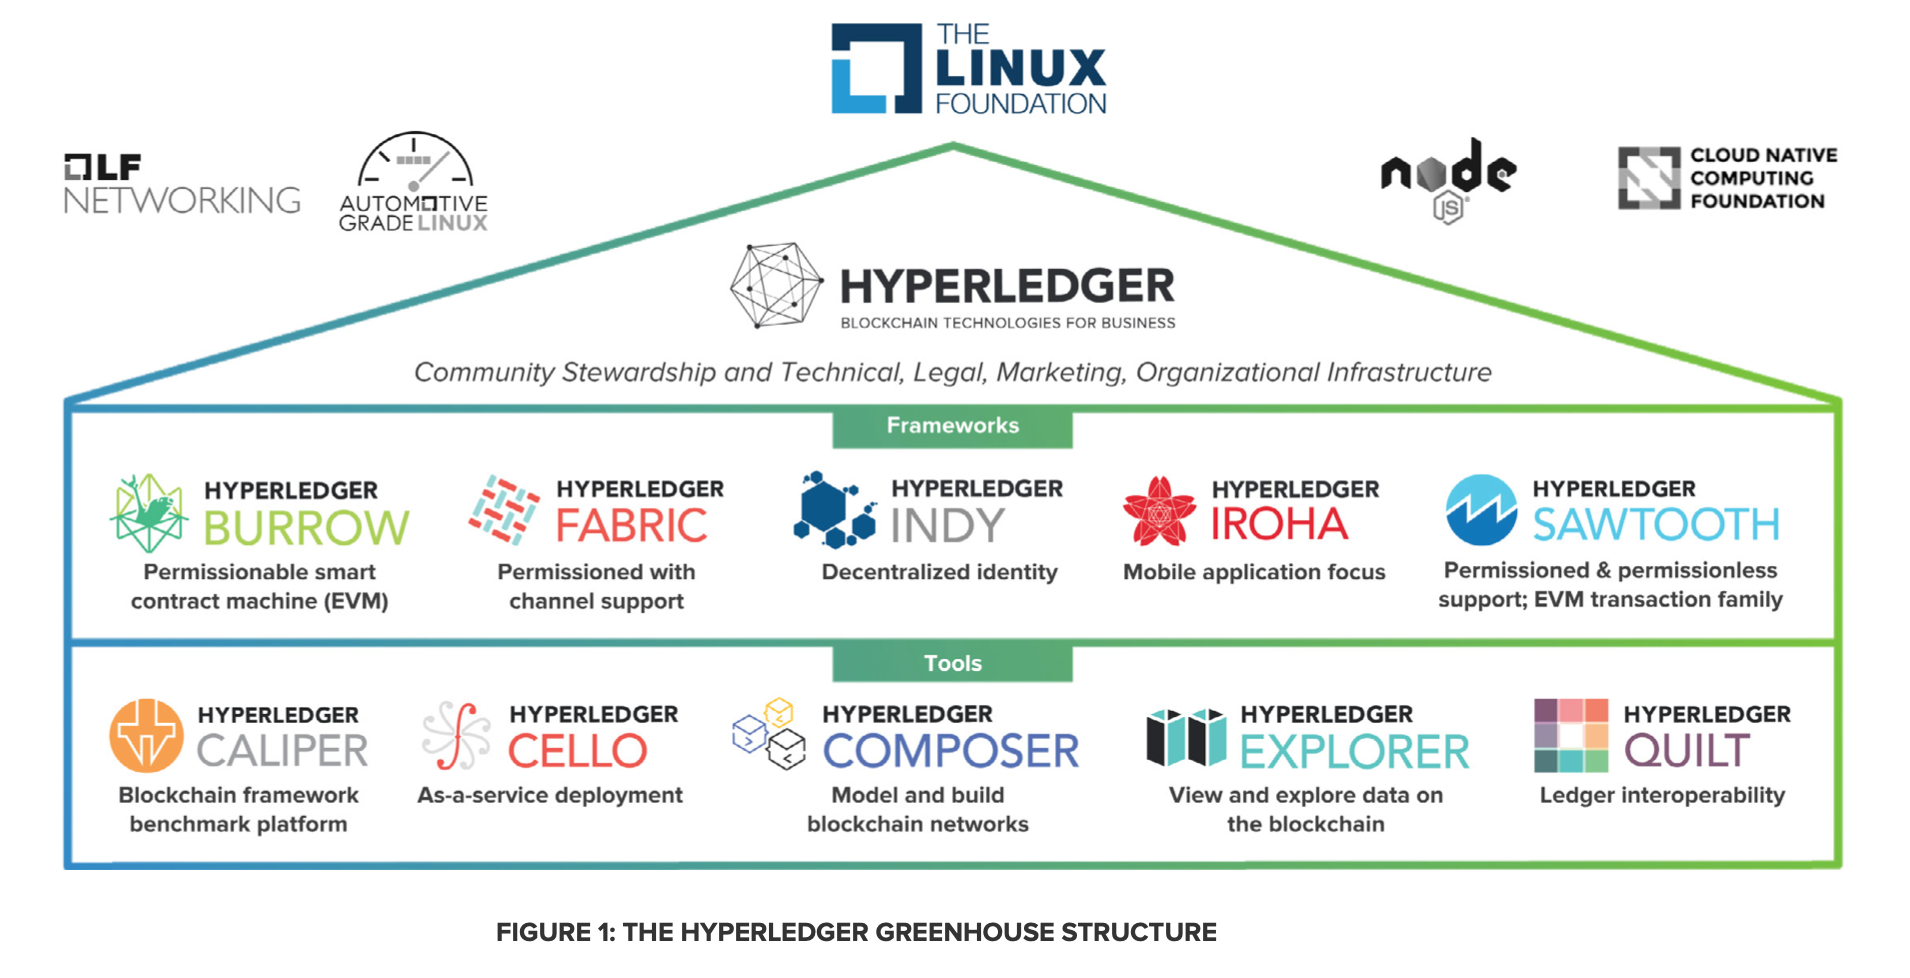 THE
LINUX
FOUNDATION
LF
NETWORKING
AUTOMOTIVE
GRADE LINUX
node
JS
CLOUD NATIVE
COMPUTING
FOUNDATION
HYPERLEDGER
BLOCKCHAIN TECHNOLOGIES FOR BUSINESS
Community Stewardship and Technical, Legal, Marketing, Organizational Infrastructure
Frameworks
HYPERLEDGER
BURROW
Permissionable smart
contract machine (EVM)
HYPERLEDGER
FABRIC
Permissioned with
channel support
HYPERLEDGER
INDY
Decentralized identity
HYPERLEDGER
IROHA
Mobile application focus
HYPERLEDGER
SAWTOOTH
Permissioned & permissionless
support; EVM transaction family
Tools
HYPERLEDGER
CALIPER
Blockchain framework
benchmark platform
HYPERLEDGER
CELLO
As-a-service deployment
HYPERLEDGER
COMPOSER
Model and build
blockchain networks
HYPERLEDGER
EXPLORER
View and explore data on
the blockchain
HYPERLEDGER
QUILT
Ledger interoperability
FIGURE 1: THE HYPERLEDGER GREENHOUSE STRUCTURE